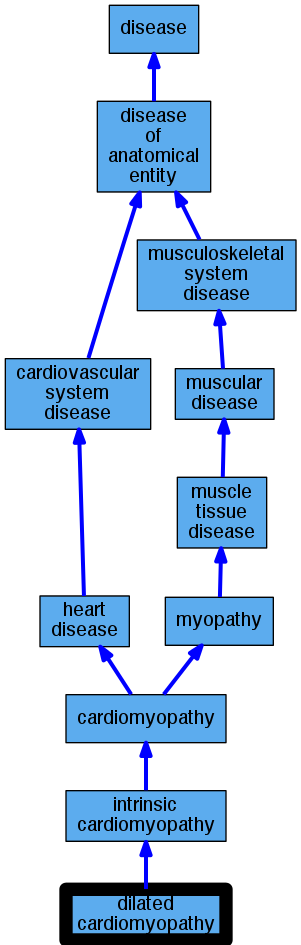 disease
disease
of
anatomical
entity
musculoskeletal
system
disease
cardiovascular
system
disease
muscular
disease
muscle
tissue
disease
heart
disease
myopathy
cardiomyopathy
intrinsic
cardiomyopathy
dilated
cardiomyopathy